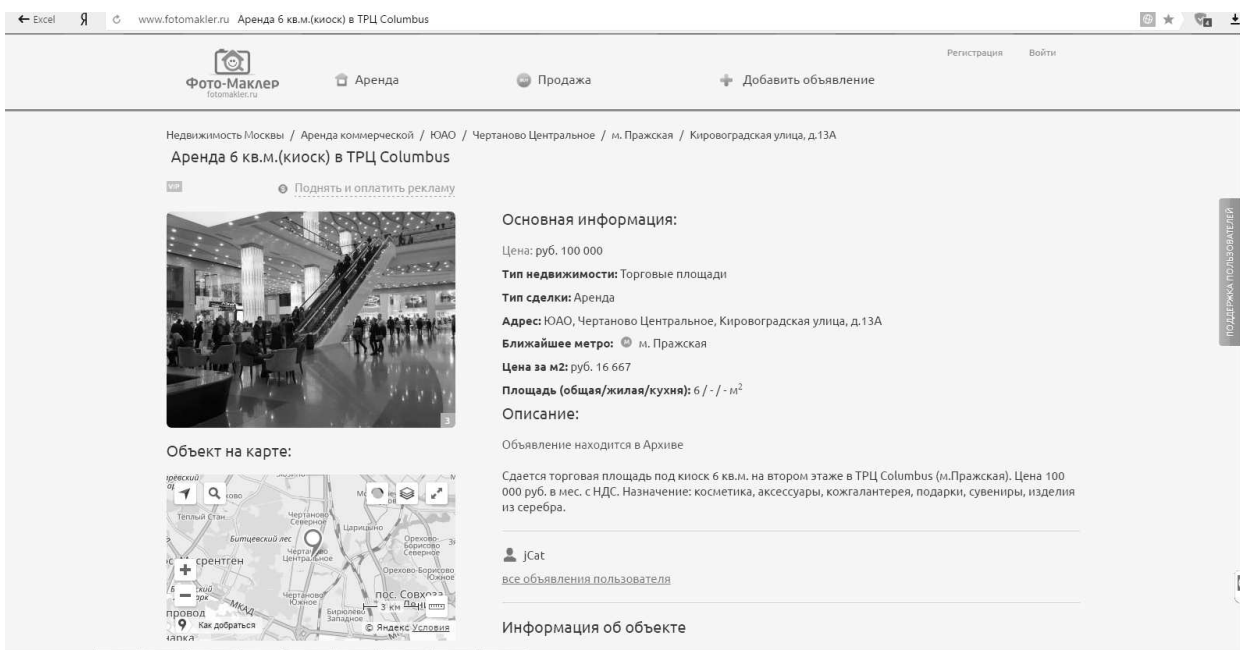 ← Excel Я www.fotomakler.ru Аренда 6 кв.м.(киоск) в ТРЦ Columbus
4
Регистрация Войти
Фото-Маклер
fotomakler.ru
Аренда Продажа Добавить объявление
Недвижимость Москвы / Аренда коммерческой / ЮАО / Чертаново Центральное / м. Пражская / Кировоградская улица, д.13А
Аренда 6 кв.м.(киоск) в ТРЦ Columbus
VIP
Поднять и оплатить рекламу
3
Объект на карте:
Тёплый Стан
Чертаново
Северное
Царицыно
Битцевский лес
Орехово-
Борисово
Северное
Чертаново
Центральное
Орехово-Борисово
Южное
Чертаново
Южное
пос. Совхоза
МКАД
Бирюлёво
Западное
3 км
Как добраться
© Яндекс Условия
Основная информация:
Цена: руб. 100 000
Тип недвижимости: Торговые площади
Тип сделки: Аренда
Адрес: ЮАО, Чертаново Центральное, Кировоградская улица, д.13А
Ближайшее метро: м. Пражская
Цена за м2: руб. 16 667
Площадь (общая/жилая/кухня): 6 / - / - м²
Описание:
Объявление находится в Архиве
Сдается торговая площадь под киоск 6 кв.м. на втором этаже в ТРЦ Columbus (м.Пражская). Цена 100
000 руб. в мес. с НДС. Назначение: косметика, аксессуары, кожгалантерея, подарки, сувениры, изделия
из серебра.
jCat
все объявления пользователя
Информация об объекте
ПОДДЕРЖКА ПОЛЬЗОВАТЕЛЕЙ